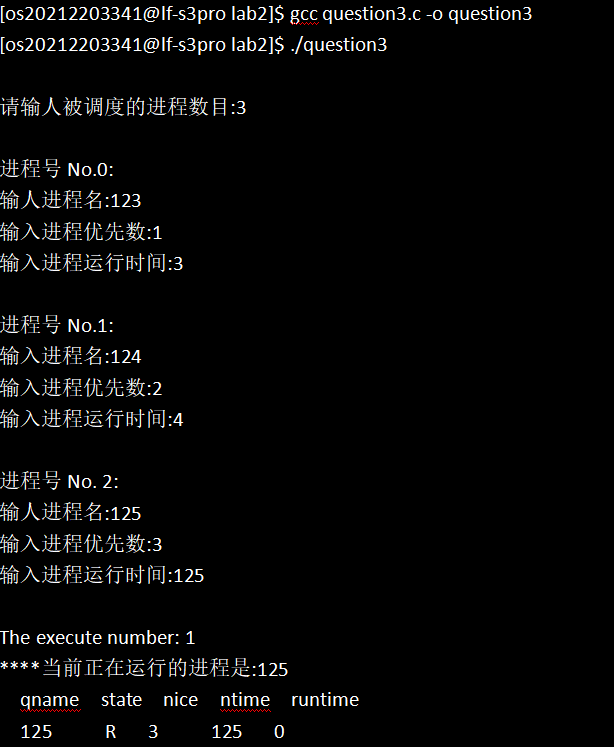 [os20212203341@lf-s3pro lab2]$ gcc question3.c -o question3
[os20212203341@lf-s3pro lab2]$ ./question3
请输人被调度的进程数目:3
进程号 No.0:
输人进程名:123
输入进程优先数:1
输入进程运行时间:3
进程号 No.1:
输入进程名:124
输入进程优先数:2
输入进程运行时间:4
进程号 No. 2:
输人进程名:125
输入进程优先数:3
输入进程运行时间:125
The execute number: 1
****当前正在运行的进程是:125
qname state nice ntime runtime
125 R 3 125 0